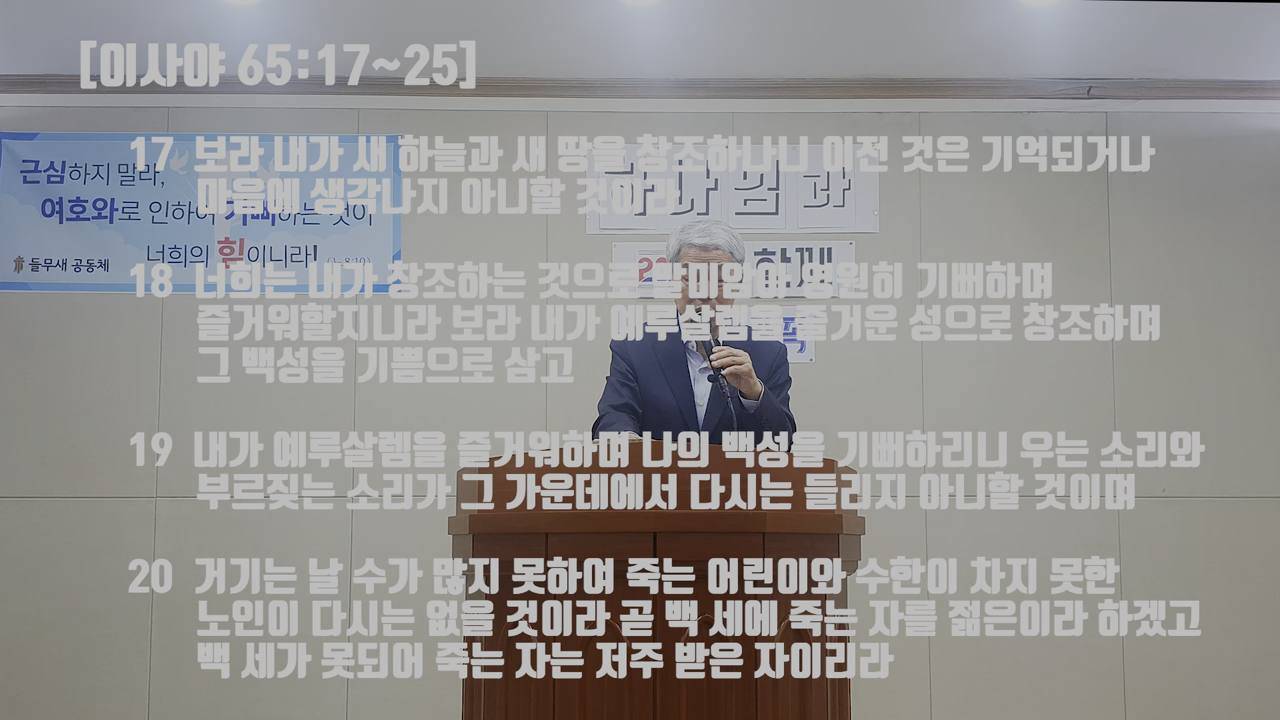 [이사야 65:17~25]
17 보라 내가 새 하늘과 새 땅을 창조하나니 이전 것은 기억되거나
마음에 생각나지 아니할 것이라
18 너희는 내가 창조하는 것으로 말미암아 영원히 기뻐하며
즐거워할지니라 보라 내가 예루살렘을 즐거운 성으로 창조하며
그 백성을 기쁨으로 삼고
19 내가 예루살렘을 즐거워하며 나의 백성을 기뻐하리니 우는 소리와
부르짖는 소리가 그 가운데에서 다시는 들리지 아니할 것이며
20 거기는 날 수가 많지 못하여 죽는 어린이와 수한이 차지 못한
노인이 다시는 없을 것이라 곧 백 세에 죽는 자를 젊은이라 하겠고
백 세가 못되어 죽는 자는 저주 받은 자이리라
근심하지 말라,
여호와로 인하여 기뻐하는 것이
너희의 힘이니라!
들무새 공동체
하나님과
함께